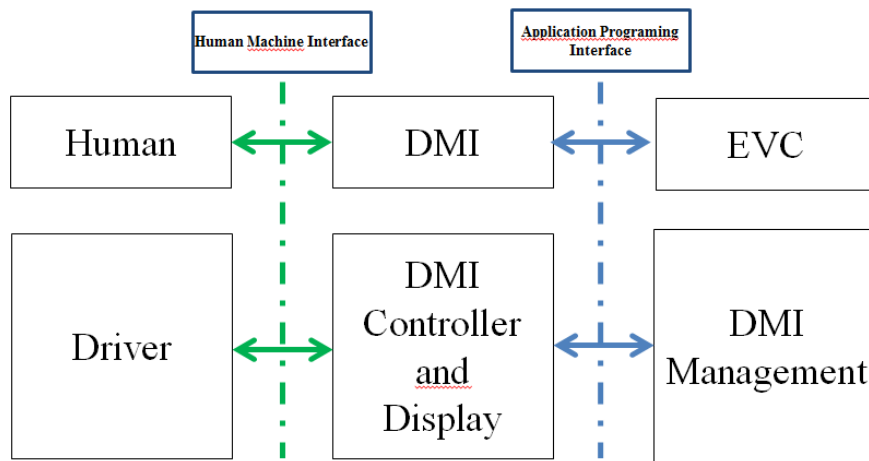 Human Machine Interface
Application Programing
Interface
Human
DMI
EVC
Driver
DMI
Controller
and
Display
DMI
Management